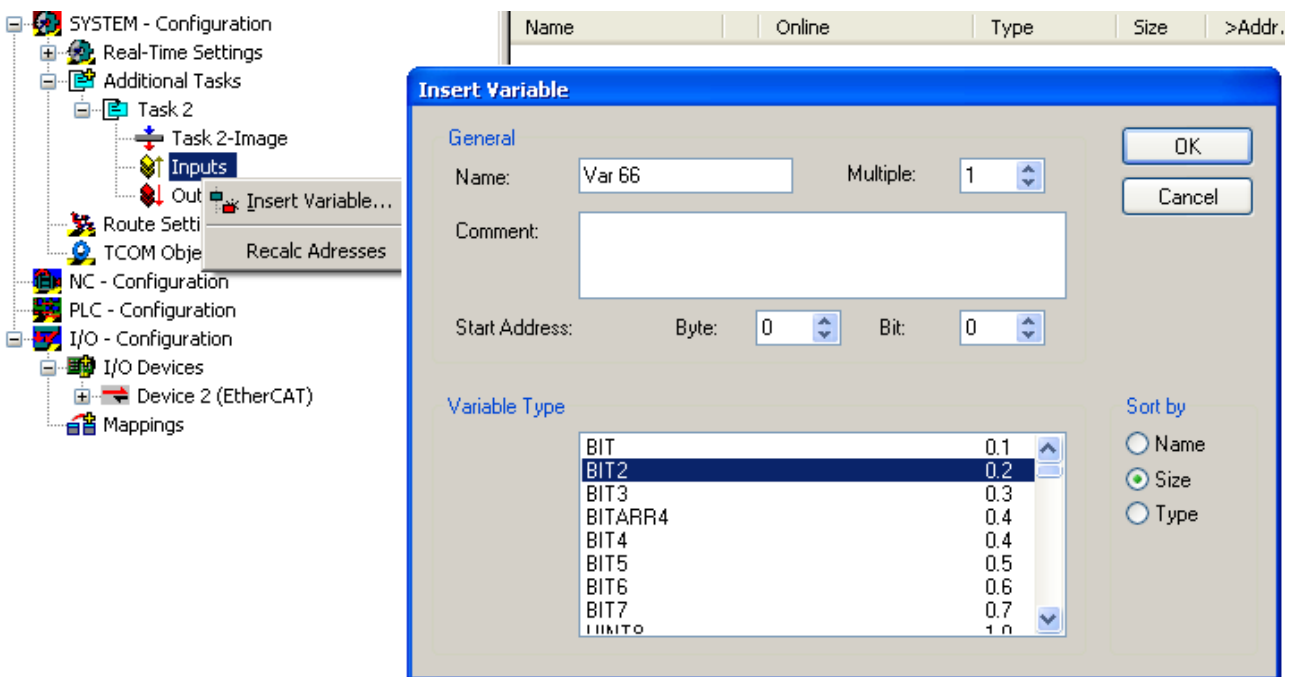 SYSTEM - Configuration
Real-Time Settings
Additional Tasks
Task 2
Task 2-Image
Inputs
Out
Route Setti
TCOM Obje
NC - Configuration
PLC - Configuration
I/O - Configuration
I/O Devices
Device 2 (EtherCAT)
Mappings
Insert Variable...
Recalc Adresses
Name Online Type Size >Addr.
Insert Variable
General
Name: Var 66 Multiple: 1
Comment:
Start Address: Byte: 0 Bit: 0
OK
Cancel
Variable Type
BIT 0.1
BIT2 0.2
BIT3 0.3
BITARR4 0.4
BIT4 0.4
BIT5 0.5
BIT6 0.6
BIT7 0.7
UINT8 1.0
Sort by
Name
Size
Type